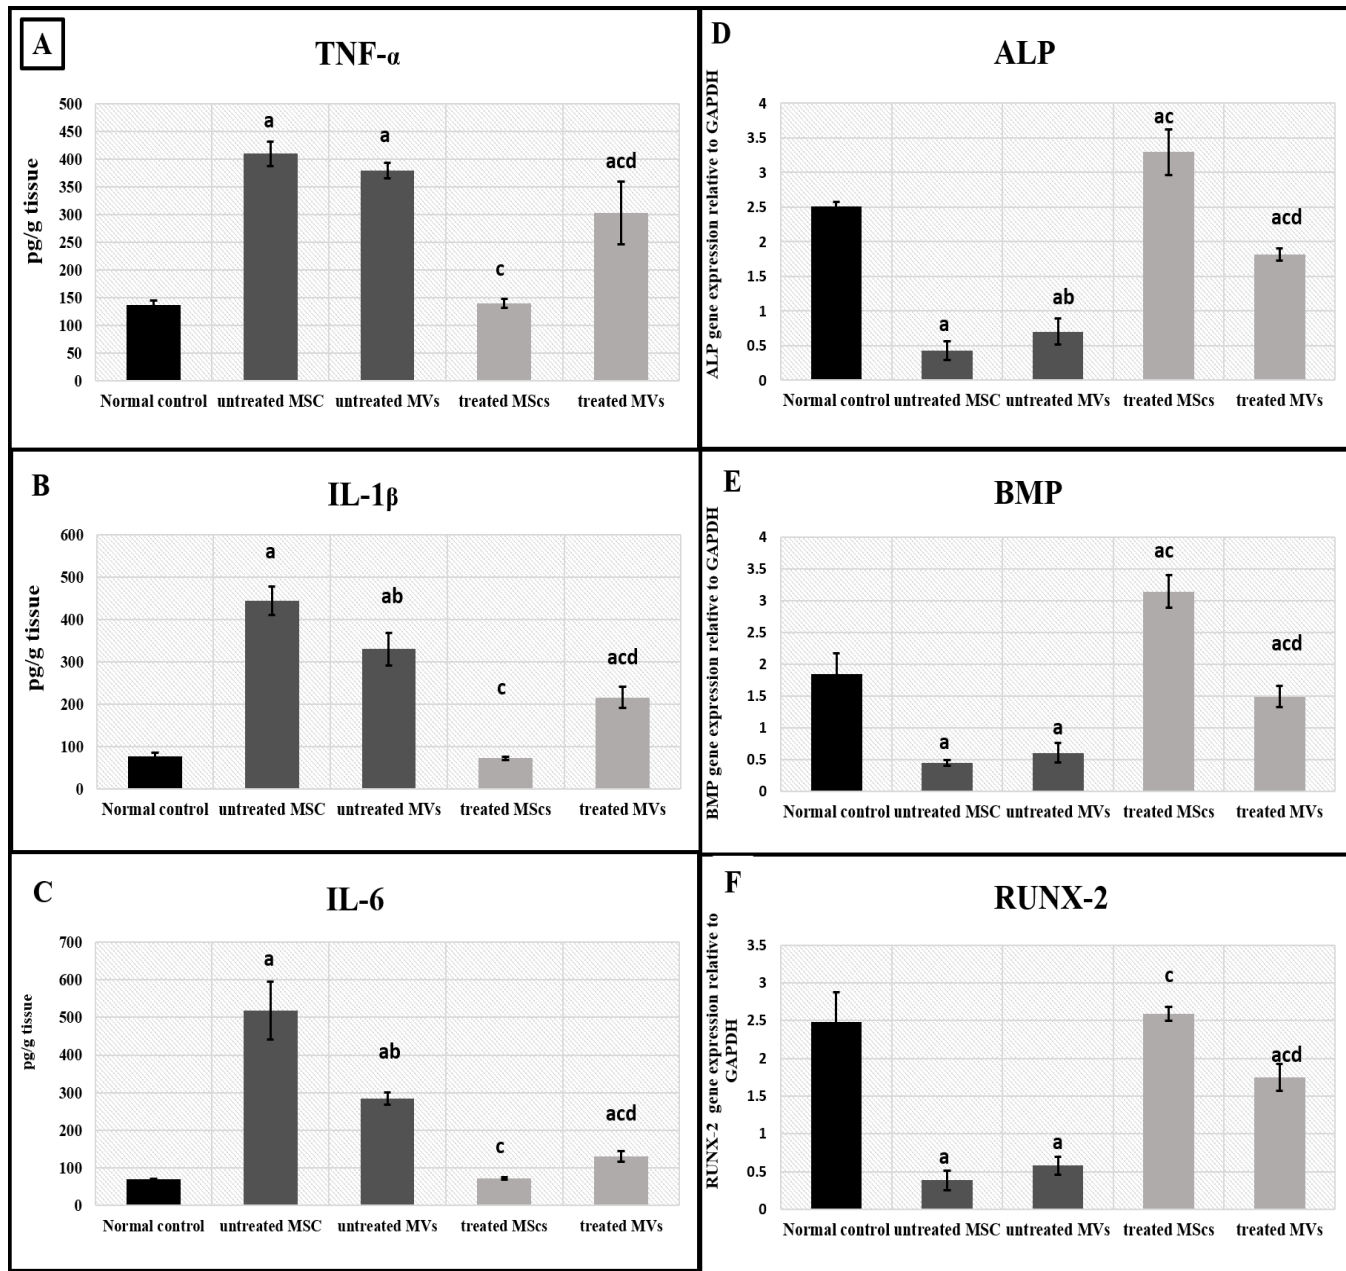 A
TNF-α
pg/g tissue
500
450
400
350
300
250
200
150
100
50
0
a
a
c
acd
Normal control untreated MSC untreated MVs treated MScs treated MVs
B
IL-1β
pg/g tissue
600
500
400
300
200
100
0
a
ab
c
acd
Normal control untreated MSC untreated MVs treated MScs treated MVs
C
IL-6
pg/g tissue
700
600
500
400
300
200
100
0
a
ab
c
acd
Normal control untreated MSC untreated MVs treated MScs treated MVs
D
ALP
ALP gene expression relative to GAPDH
4
3.5
3
2.5
2
1.5
1
0.5
0
a
ab
ac
acd
Normal control untreated MSC untreated MVs treated MScs treated MVs
E
BMP
BMP gene expression relative to GAPDH
4
3.5
3
2.5
2
1.5
1
0.5
0
a
a
ac
acd
Normal control untreated MSC untreated MVs treated MScs treated MVs
F
RUNX-2
RUNX-2 gene expression relative to
GAPDH
3.5
3
2.5
2
1.5
1
0.5
0
a
a
c
acd
Normal control untreated MSC untreated MVs treated MScs treated MVs